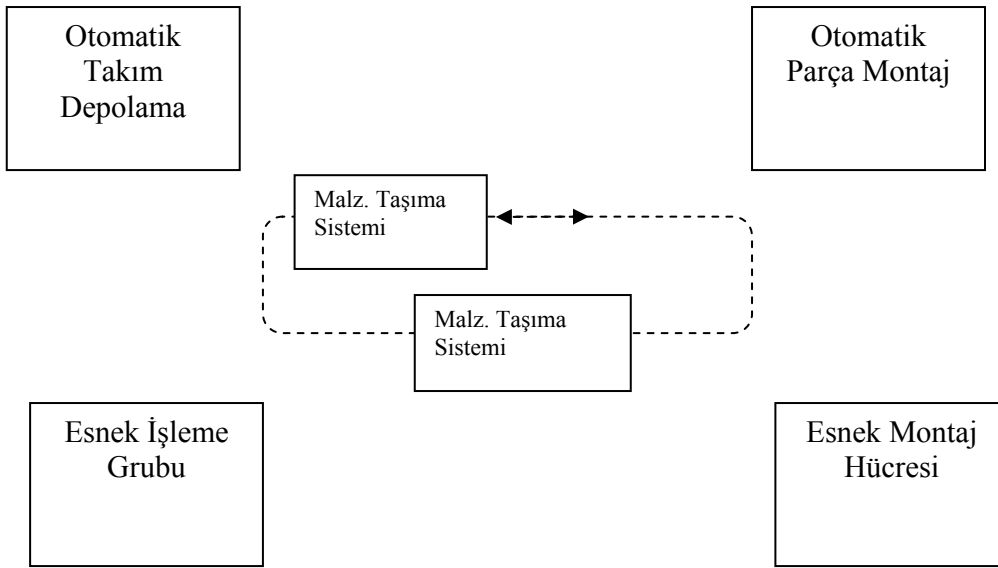 Otomatik
Takım
Depolama
Otomatik
Parça Montaj
Malz. Taşıma
Sistemi
Malz. Taşıma
Sistemi
Esnek İşleme
Grubu
Esnek Montaj
Hücresi